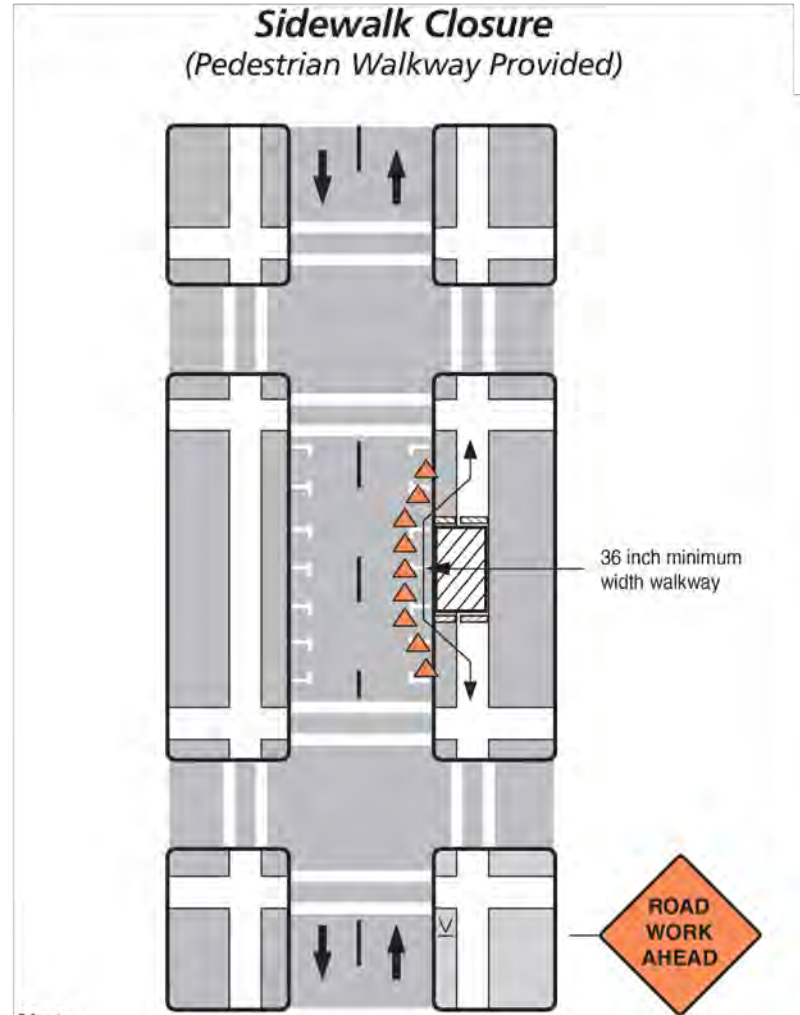 Sidewalk Closure
(Pedestrian Walkway Provided)
36 inch minimum
width walkway
ROAD
WORK
AHEAD